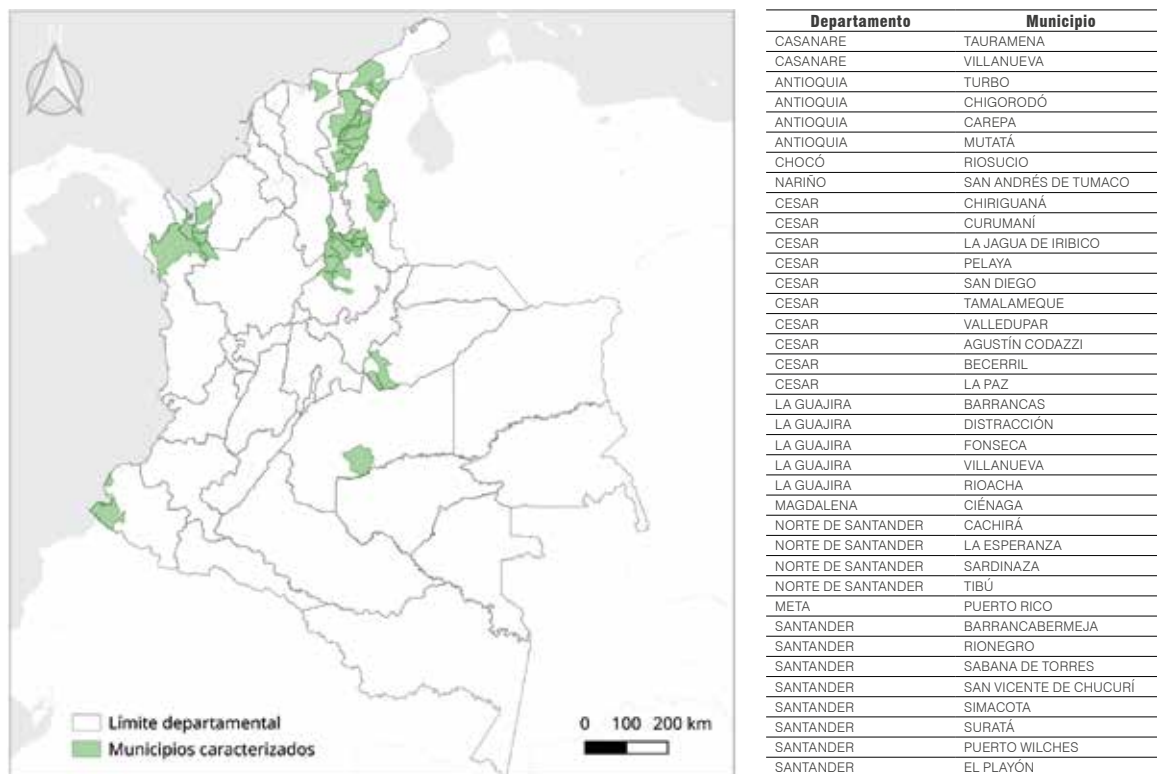 Límite departamental
Municipios caracterizados
0 100 200 km
Departamento Municipio
CASANARE TAURAMENA
CASANARE VILLANUEVA
ANTIOQUIA TURBO
ANTIOQUIA CHIGORODÓ
ANTIOQUIA CAREPA
ANTIOQUIA MUTATÁ
CHOCÓ RIOSUCIO
NARIÑO SAN ANDRÉS DE TUMACO
CESAR CHIRIGUANÁ
CESAR CURUMANÍ
CESAR LA JAGUA DE IRIBICO
CESAR PELAYA
CESAR SAN DIEGO
CESAR TAMALAMEQUE
CESAR VALLEDUPAR
CESAR AGUSTÍN CODAZZI
CESAR BECERRIL
CESAR LA PAZ
LA GUAJIRA BARRANCAS
LA GUAJIRA DISTRACCIÓN
LA GUAJIRA FONSECA
LA GUAJIRA VILLANUEVA
LA GUAJIRA RIOACHA
MAGDALENA CIÉNAGA
NORTE DE SANTANDER CACHIRÁ
NORTE DE SANTANDER LA ESPERANZA
NORTE DE SANTANDER SARDINAZA
NORTE DE SANTANDER TIBÚ
META PUERTO RICO
SANTANDER BARRANCABERMEJA
SANTANDER RIONEGRO
SANTANDER SABANA DE TORRES
SANTANDER SAN VICENTE DE CHUCURÍ
SANTANDER SIMACOTA
SANTANDER SURATÁ
SANTANDER PUERTO WILCHES
SANTANDER EL PLAYÓN